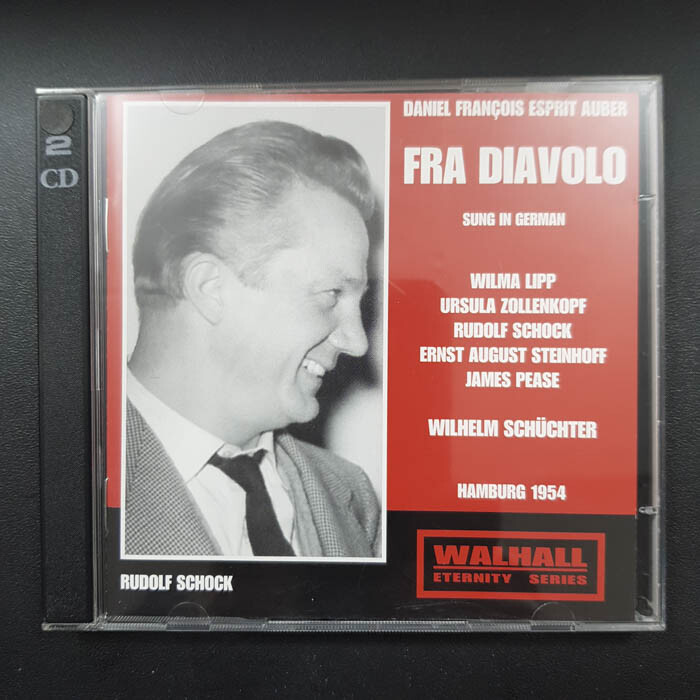 2
CD
DANIEL FRANÇOIS ESPRIT AUBER
FRA DIAVOLO
SUNG IN GERMAN
WILMA LIPP
URSULA ZOLLENKOPF
RUDOLF SCHOCK
ERNST AUGUST STEINHOFF
JAMES PEASE
WILHELM SCHÜCHTER
HAMBURG 1954
WALHALL
ETERNITY SERIES
RUDOLF SCHOCK